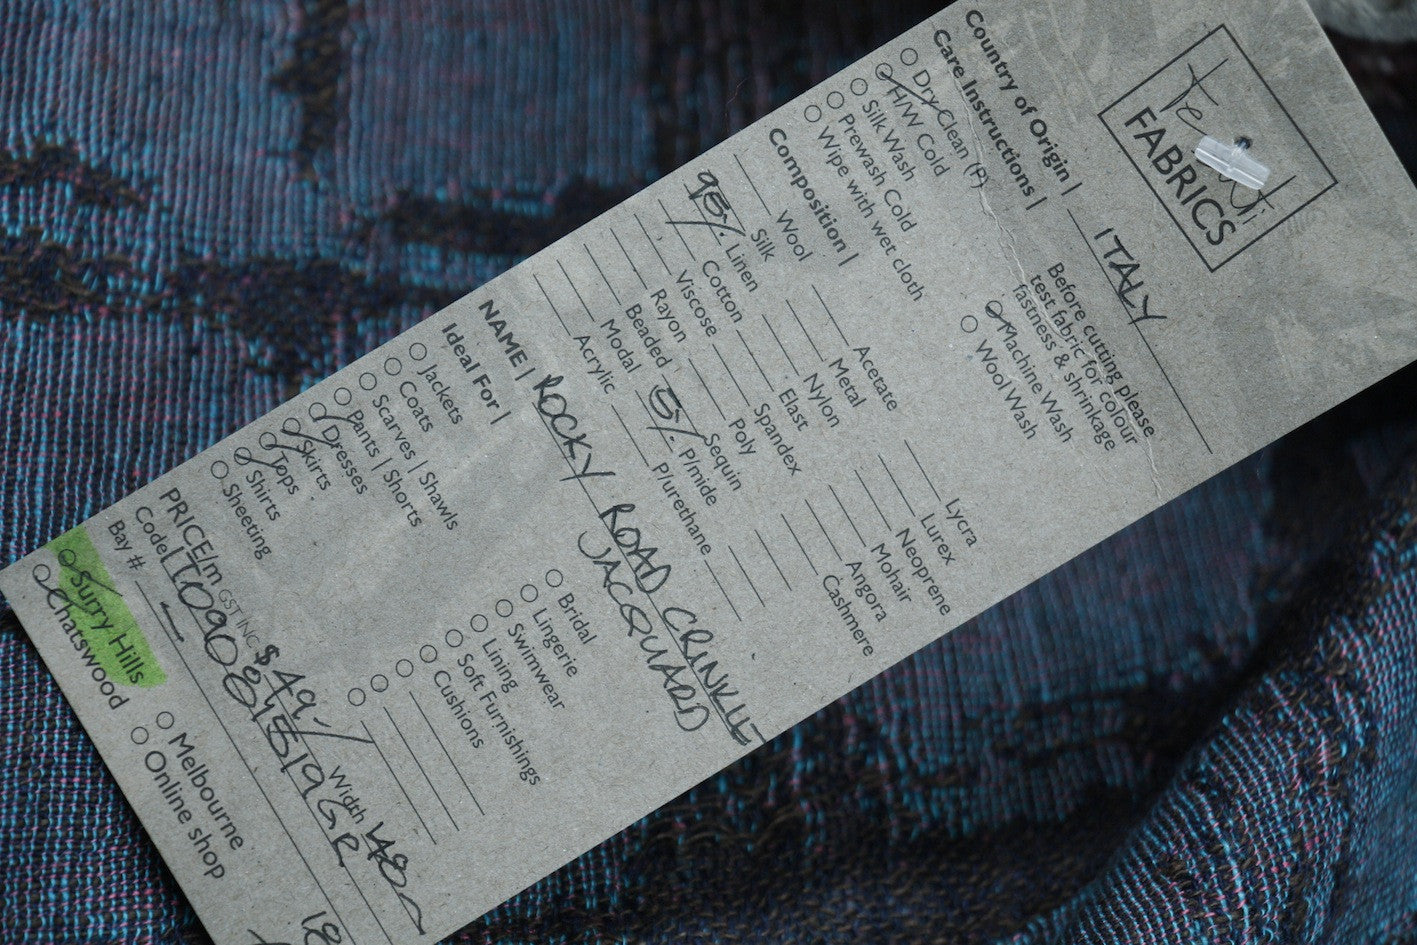 FABRICS
Country of Origin | ITALY
Care Instructions |
Dry Clean (P)
H/W Cold
Silk Wash
Prewash Cold
Wipe with wet cloth
Before cutting please
test fabric for colour
fastness & shrinkage
Machine Wash
Wool Wash
Composition |
Wool
Silk
95% Linen
Cotton
Viscose
Rayon
Beaded
Modal
Acrylic
Acetate
Metal
Nylon
Elast
Spandex
Poly
Sequin
5% P/mide
P/urethane
Lycra
Lurex
Neoprene
Mohair
Angora
Cashmere
NAME | ROCKY ROAD CRINKLE
JACQUARD
Ideal For |
Jackets
Coats
Scarves | Shawls
Pants | Shorts
Dresses
Skirts
Tops
Shirts
Sheeting
Bridal
Lingerie
Swimwear
Lining
Soft Furnishings
Cushions
PRICE/m GST INC $49/- Width 148cm
Code |
Bay # -
Surry Hills
Chatswood
Melbourne
Online shop
18